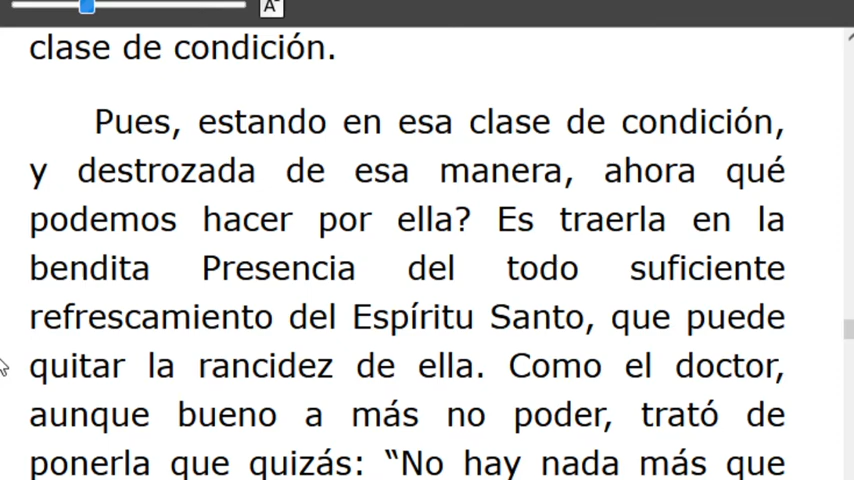 A
clase de condición.
Pues, estando en esa clase de condición,
y destrozada de esa manera, ahora qué
podemos hacer por ella? Es traerla en la
bendita Presencia del todo suficiente
refrescamiento del Espíritu Santo, que puede
quitar la rancidez de ella. Como el doctor,
aunque bueno a más no poder, trató de
ponerla que quizás: “No hay nada más que